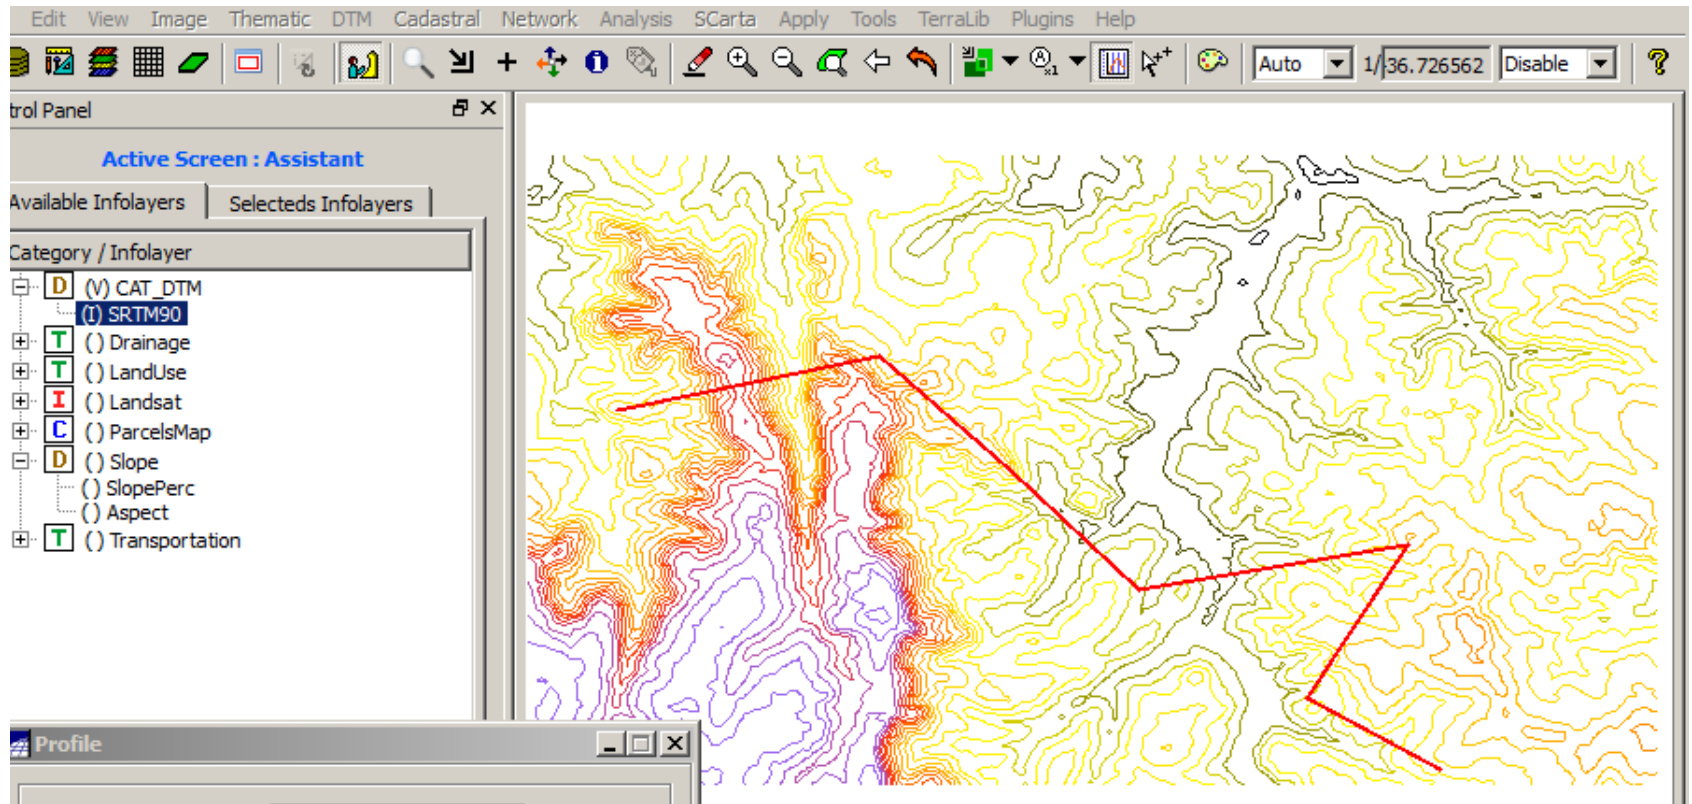 Edit View Image Thematic DTM Cadastral Network Analysis SCarta Apply Tools TerraLib Plugins Help
Auto 1/ 36.726562 Disable
trol Panel
Active Screen : Assistant
Available Infolayers Selecteds Infolayers
Category / Infolayer
D (V) CAT_DTM
(I) SRTM90
T () Drainage
T () LandUse
I () Landsat
C () ParcelsMap
D () Slope
() SlopePerc
() Aspect
T () Transportation
Profile